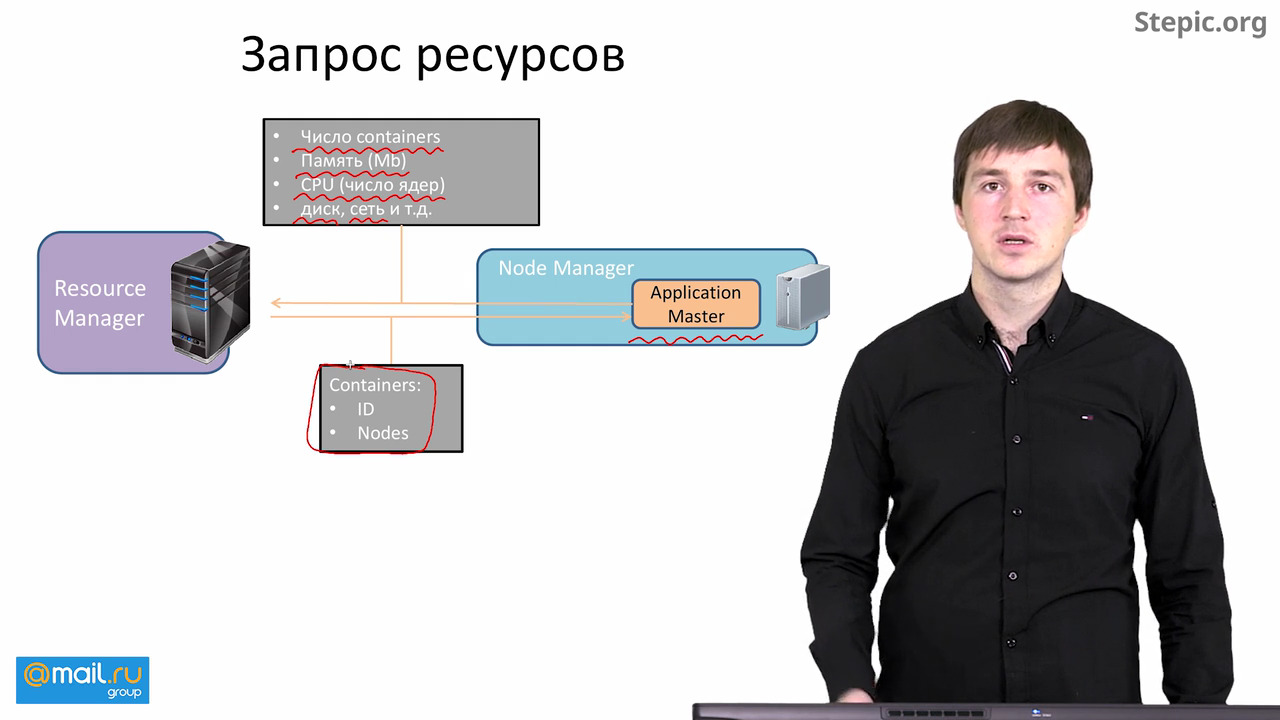 Stepic.org
Запрос ресурсов
• Число containers
• Память (Mb)
• CPU (число ядер)
• диск, сеть и т.д.
Resource
Manager
Node Manager
Application
Master
Containers:
• ID
• Nodes
@mail.ru
group